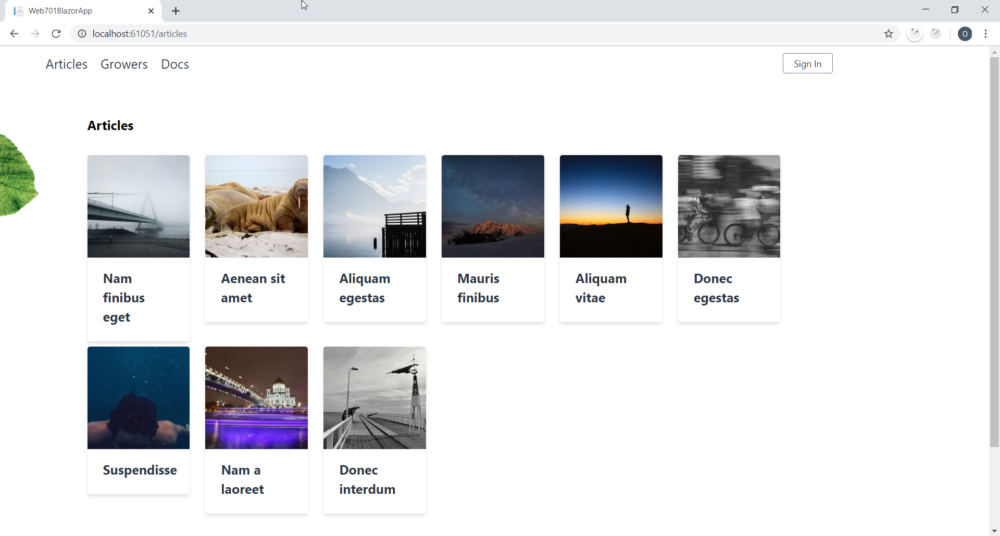 Web701BlazorApp
localhost:61051/articles
O
Articles Growers Docs
Sign In
Articles
Nam
finibus
eget
Aenean sit
amet
Aliquam
egestas
Mauris
finibus
Aliquam
vitae
Donec
egestas
Suspendisse
Nam a
laoreet
Donec
interdum